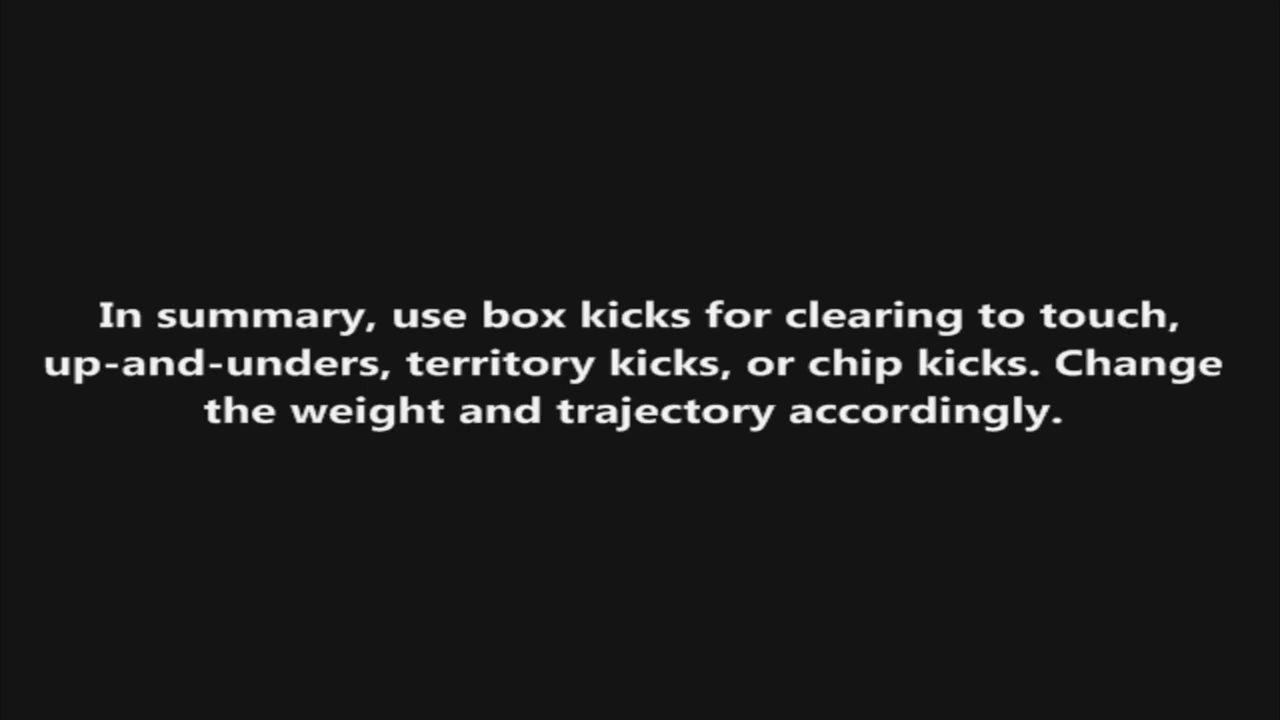 In summary, use box kicks for clearing to touch,
up-and-unders, territory kicks, or chip kicks. Change
the weight and trajectory accordingly.